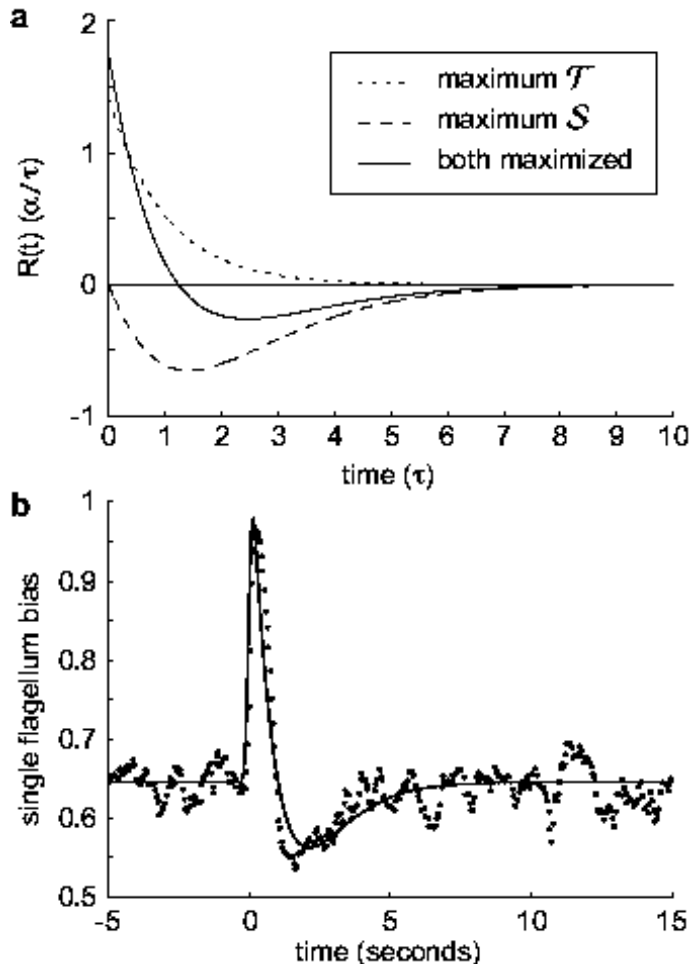 a
2
1
0
-1
R(t) (α/τ)
maximum 𝒯
maximum 𝒮
both maximized
0 1 2 3 4 5 6 7 8 9 10
time (τ)
b
1
0.9
0.8
0.7
0.6
0.5
single flagellum bias
-5 0 5 10 15
time (seconds)